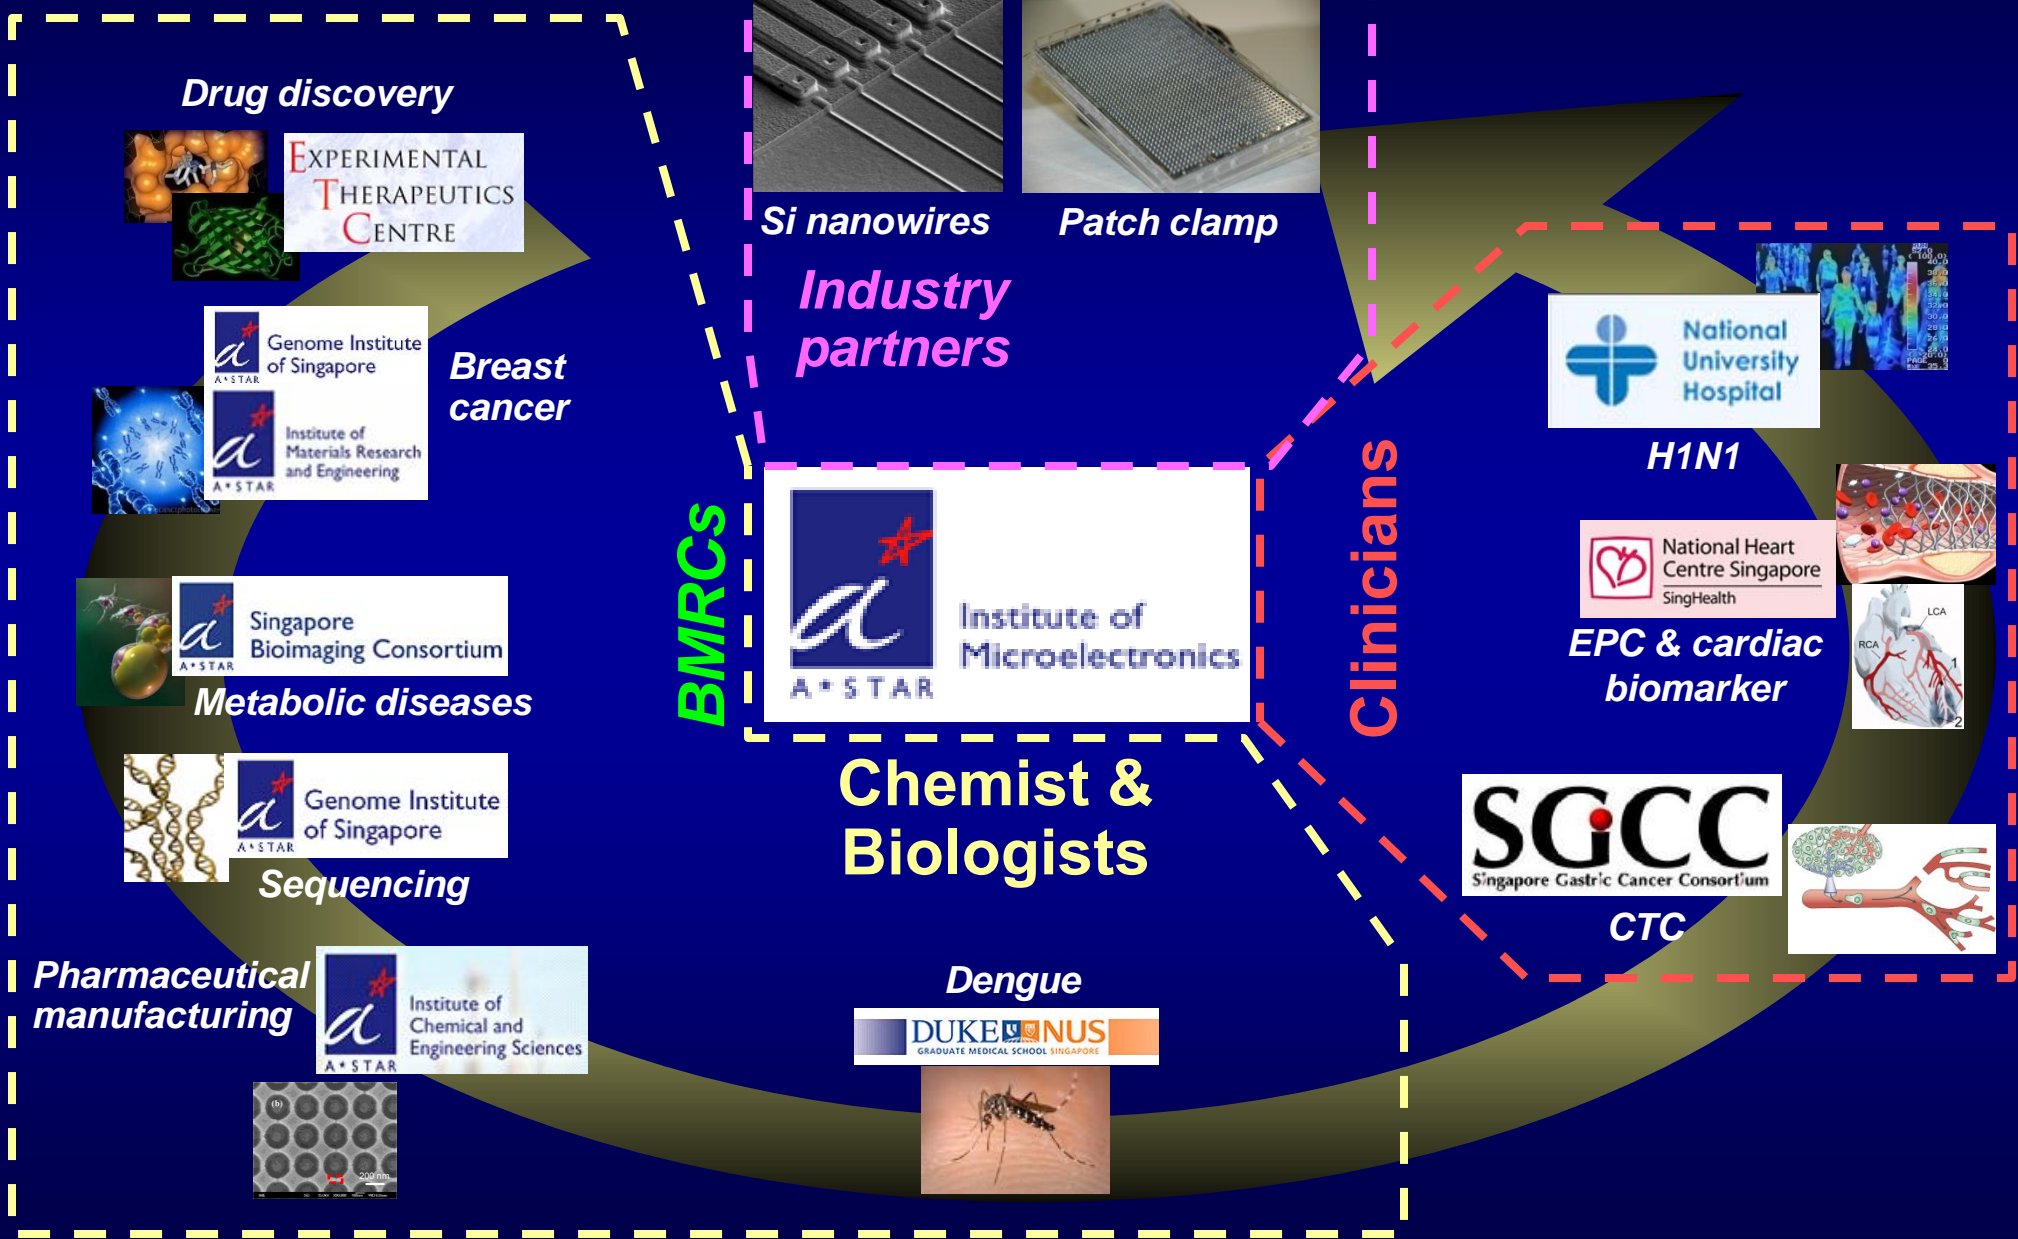 Drug discovery
EXPERIMENTAL
THERAPEUTICS
CENTRE
Genome Institute
of Singapore
A*STAR
Institute of
Materials Research
and Engineering
A*STAR
Breast
cancer
Singapore
Bioimaging Consortium
A*STAR
Metabolic diseases
Genome Institute
of Singapore
A*STAR
Sequencing
Pharmaceutical
manufacturing
Institute of
Chemical and
Engineering Sciences
A*STAR
(b)
200 nm
Si nanowires
Patch clamp
Industry
partners
BMRCs
Institute of
Microelectronics
A*STAR
Clinicians
Chemist &
Biologists
Dengue
DUKE NUS
GRADUATE MEDICAL SCHOOL SINGAPORE
National
University
Hospital
H1N1
National Heart
Centre Singapore
SingHealth
EPC & cardiac
biomarker
LCA
RCA
1
2
SGCC
Singapore Gastric Cancer Consortium
CTC